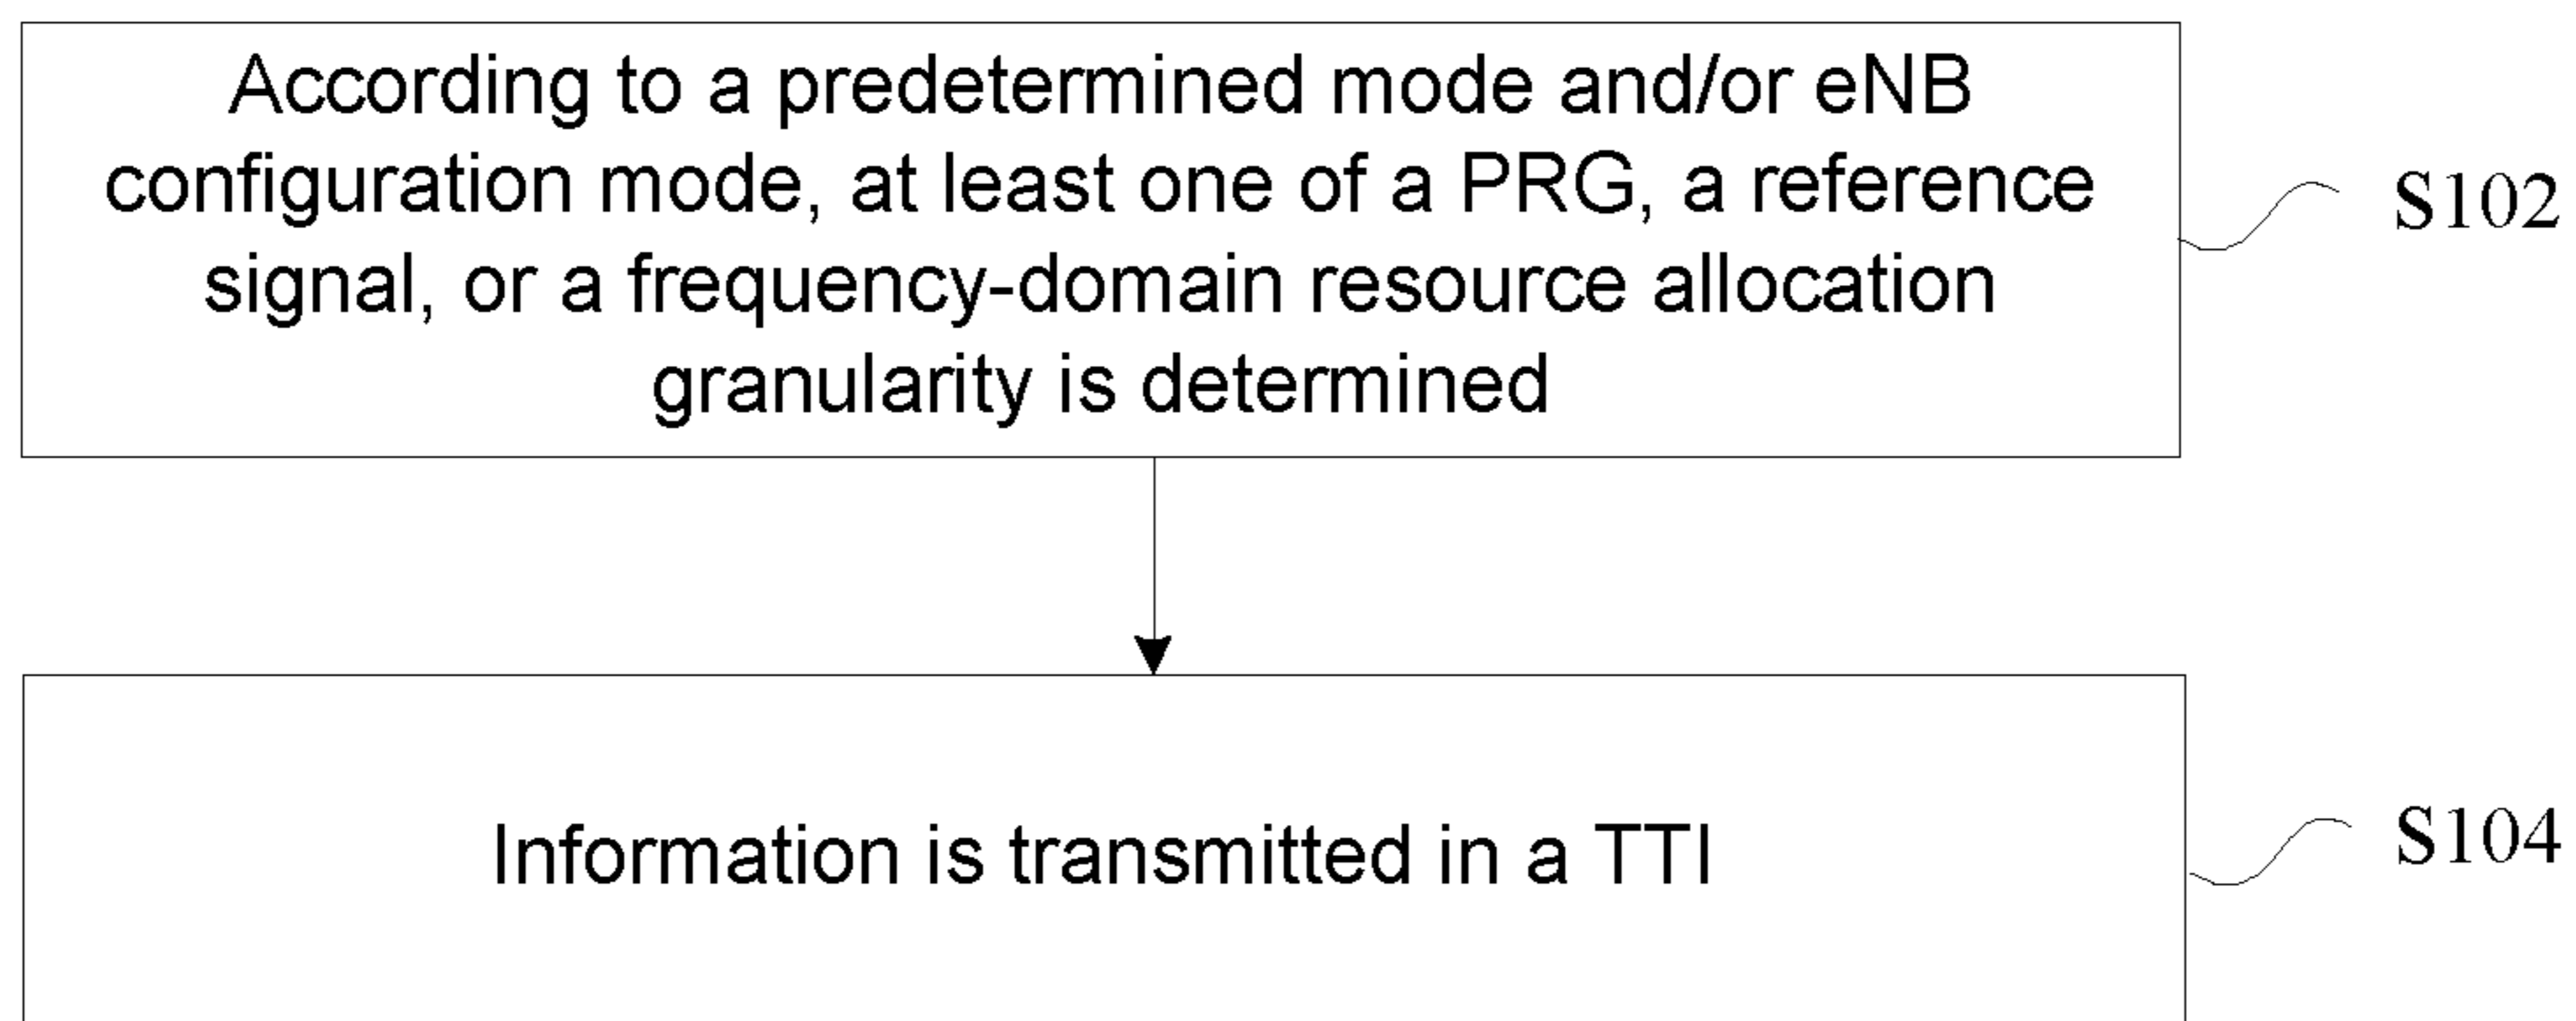 According to a predetermined mode and/or eNB
configuration mode, at least one of a PRG, a reference
signal, or a frequency-domain resource allocation
granularity is determined
S102
Information is transmitted in a TTI
S104